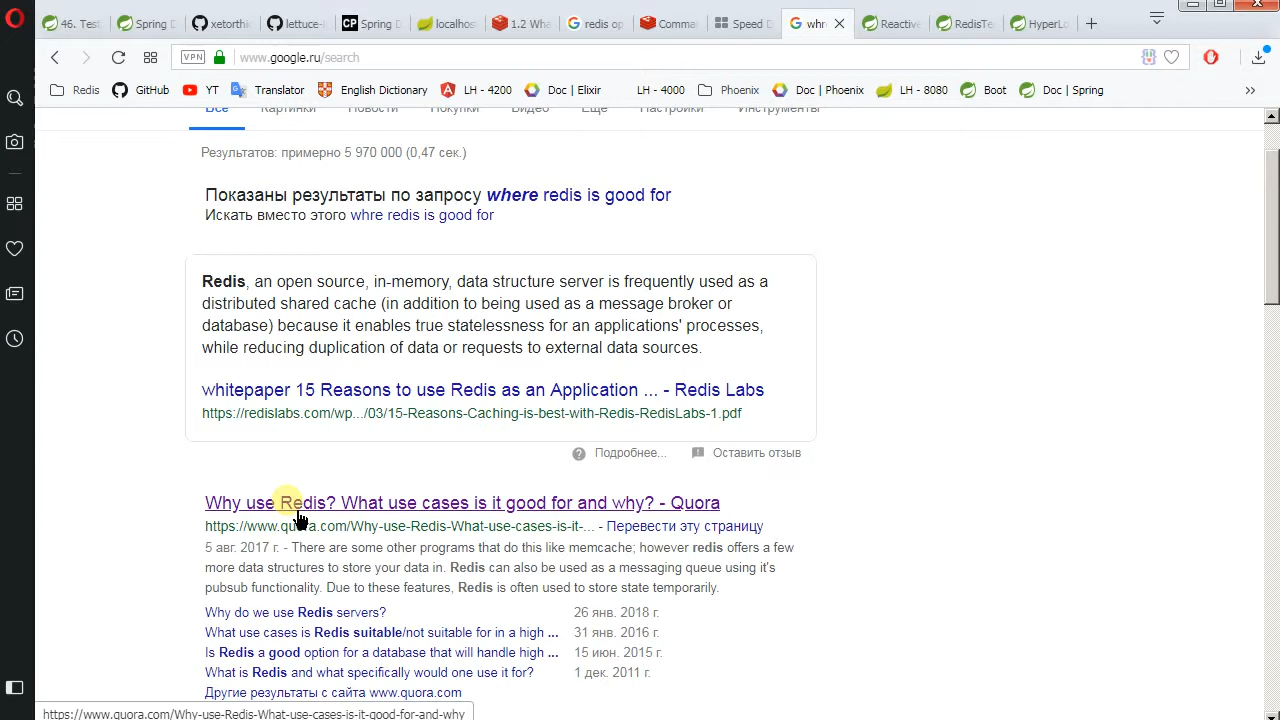 46. Tes
Spring D
xetorthi
lettuce-
Spring D
localhos
1.2 Wha
redis op
Comma
Speed D
whr
Reactive
RedisTe
HyperLo
VPN
www.google.ru/search
Redis
GitHub
YT
Translator
English Dictionary
LH - 4200
Doc | Elixir
LH - 4000
Phoenix
Doc | Phoenix
LH - 8080
Boot
Doc | Spring
Все Картинки Новости Покупки Видео Ещё Настройки Инструменты
Результатов: примерно 5 970 000 (0,47 сек.)
Показаны результаты по запросу where redis is good for
Искать вместо этого whre redis is good for
Redis, an open source, in-memory, data structure server is frequently used as a
distributed shared cache (in addition to being used as a message broker or
database) because it enables true statelessness for an applications' processes,
while reducing duplication of data or requests to external data sources.
whitepaper 15 Reasons to use Redis as an Application ... - Redis Labs
https://redislabs.com/wp.../03/15-Reasons-Caching-is-best-with-Redis-RedisLabs-1.pdf
Подробнее... Оставить отзыв
Why use Redis? What use cases is it good for and why? - Quora
https://www.quora.com/Why-use-Redis-What-use-cases-is-it-... - Перевести эту страницу
5 авг. 2017 г. - There are some other programs that do this like memcache; however redis offers a few
more data structures to store your data in. Redis can also be used as a messaging queue using it's
pubsub functionality. Due to these features, Redis is often used to store state temporarily.
Why do we use Redis servers? 26 янв. 2018 г.
What use cases is Redis suitable/not suitable for in a high ... 31 янв. 2016 г.
Is Redis a good option for a database that will handle high ... 15 июн. 2015 г.
What is Redis and what specifically would one use it for? 1 дек. 2011 г.
Другие результаты с сайта www.quora.com
https://www.quora.com/Why-use-Redis-What-use-cases-is-it-good-for-and-why